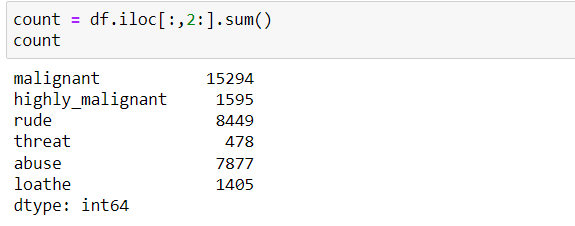 count = df.iloc[:,2:].sum()
count
malignant 15294
highly_malignant 1595
rude 8449
threat 478
abuse 7877
loathe 1405
dtype: int64